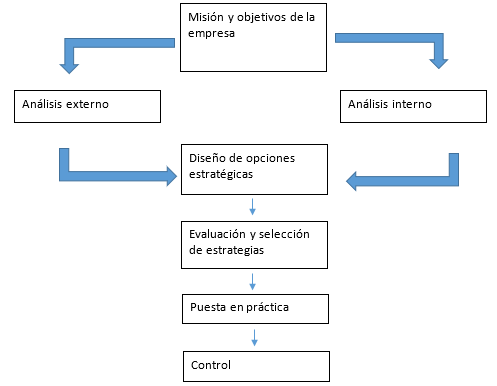 Misión y objetivos de la
empresa
Análisis externo
Análisis interno
Diseño de opciones
estratégicas
Evaluación y selección
de estrategias
Puesta en práctica
Control